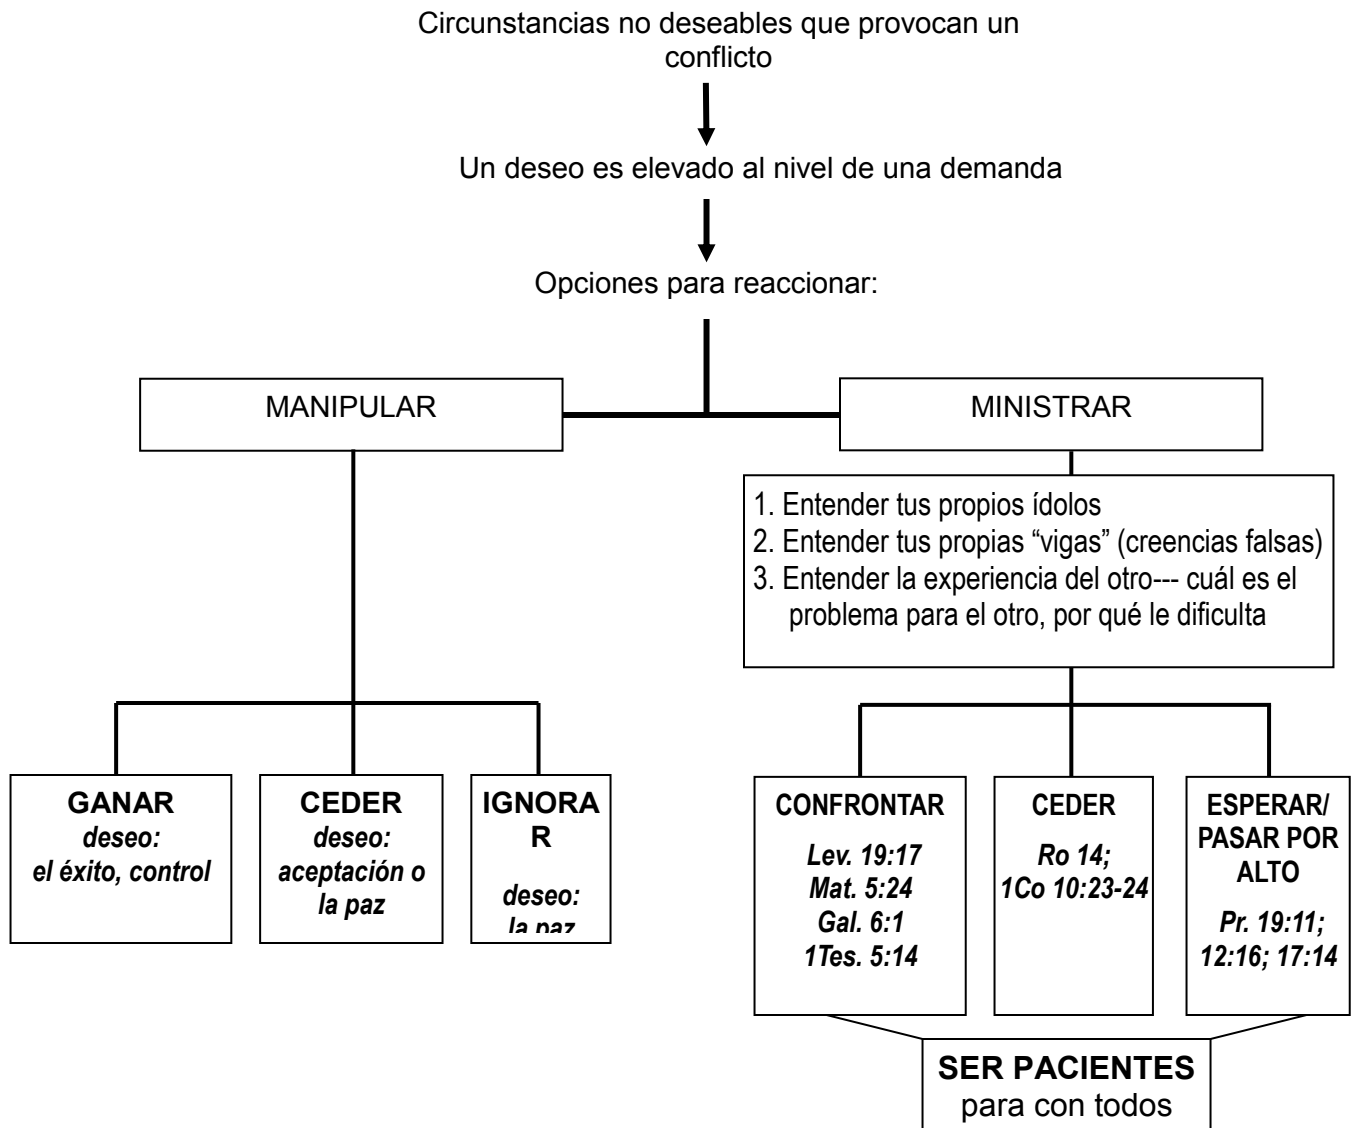 Circunstancias no deseables que provocan un
conflicto
Un deseo es elevado al nivel de una demanda
Opciones para reaccionar:
MANIPULAR
MINISTRAR
1. Entender tus propios ídolos
2. Entender tus propias “vigas” (creencias falsas)
3. Entender la experiencia del otro--- cuál es el
problema para el otro, por qué le dificulta
GANAR
deseo:
el éxito, control
CEDER
deseo:
aceptación o
la paz
IGNORA
R
deseo:
la paz
CONFRONTAR
Lev. 19:17
Mat. 5:24
Gal. 6:1
1Tes. 5:14
CEDER
Ro 14;
1Co 10:23-24
ESPERAR/
PASAR POR
ALTO
Pr. 19:11;
12:16; 17:14
SER PACIENTES
para con todos